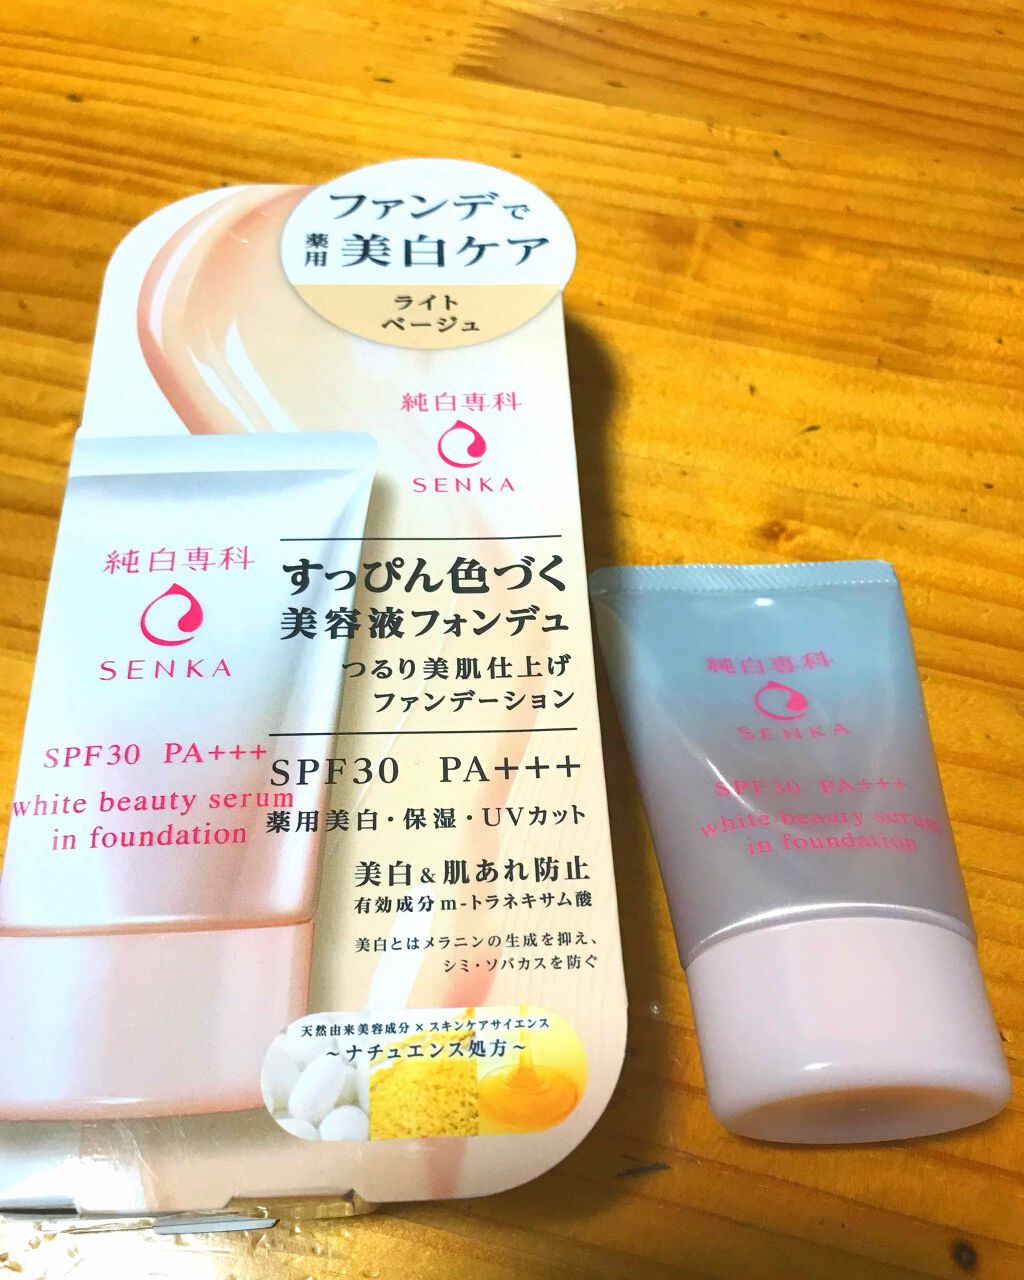 ファンデで
薬用 美白ケア
ライト
ベージュ
純白専科
SENKA
すっぴん色づく
美容液フォンデュ
つるり美肌仕上げ
ファンデーション
SPF30 PA+++
薬用美白・保湿・UVカット
美白&肌あれ防止
有効成分m-トラネキサム酸
美白とはメラニンの生成を抑え、
シミ・ソバカスを防ぐ
天然由来美容成分×スキンケアサイエンス
～ナチュエンス処方～
純白専科
SENKA
SPF30 PA+++
white beauty serum
in foundation
純白専科
SENKA
SPF30 PA+++
white beauty serum
in foundation